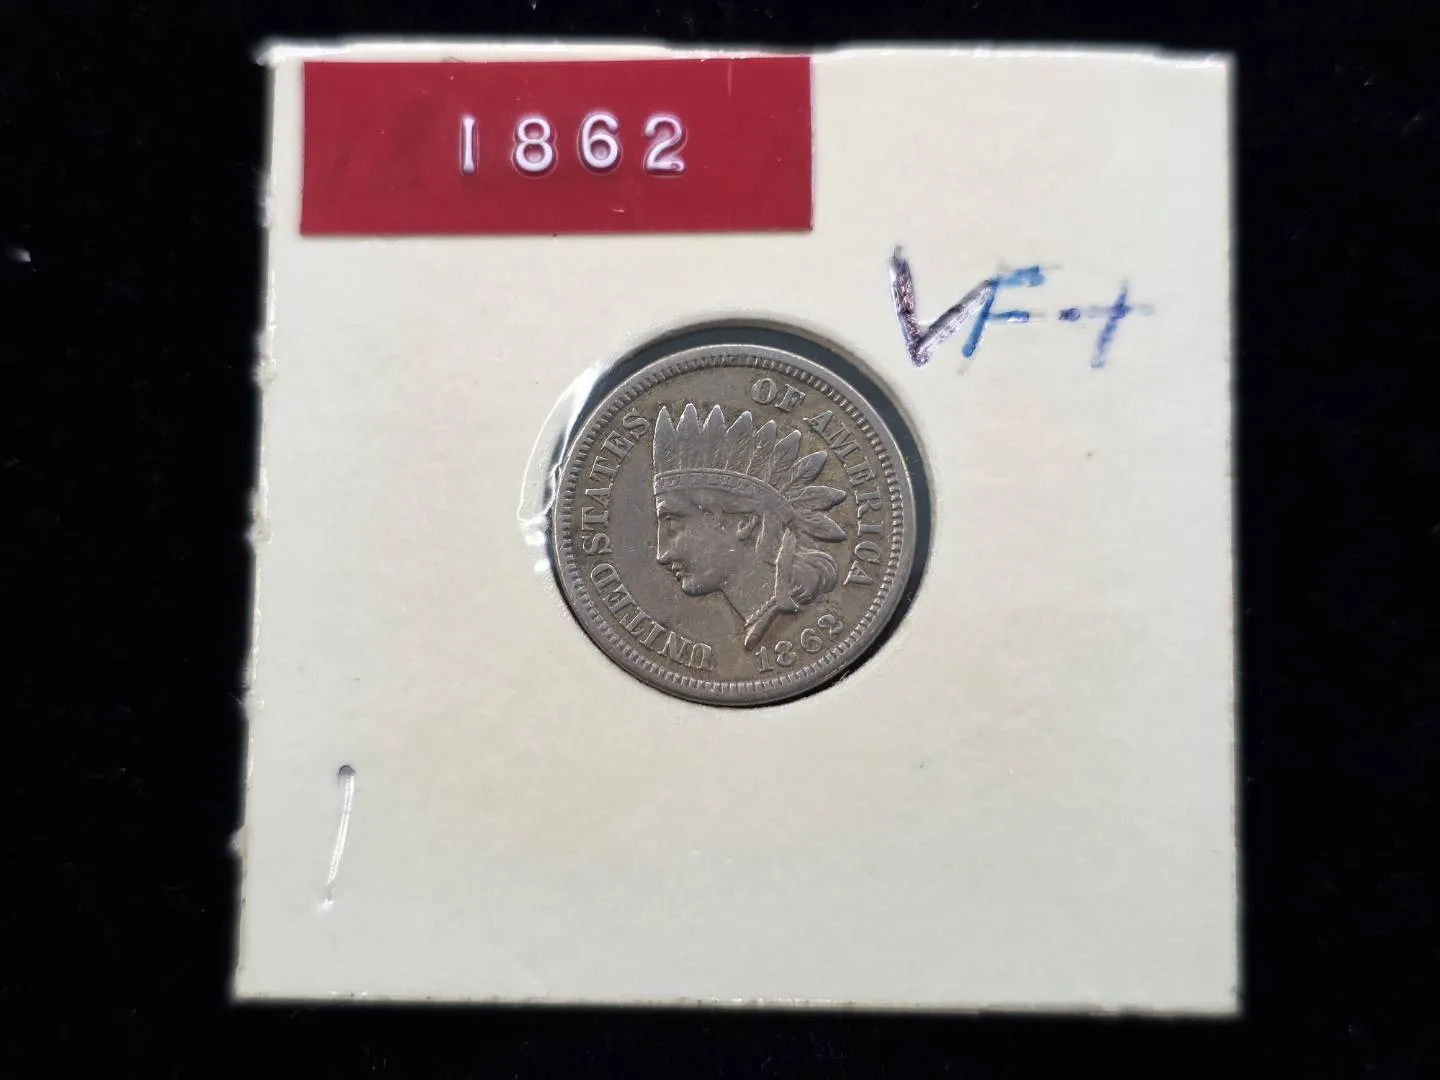 1862
VF-+
UNITED STATES OF AMERICA
1862